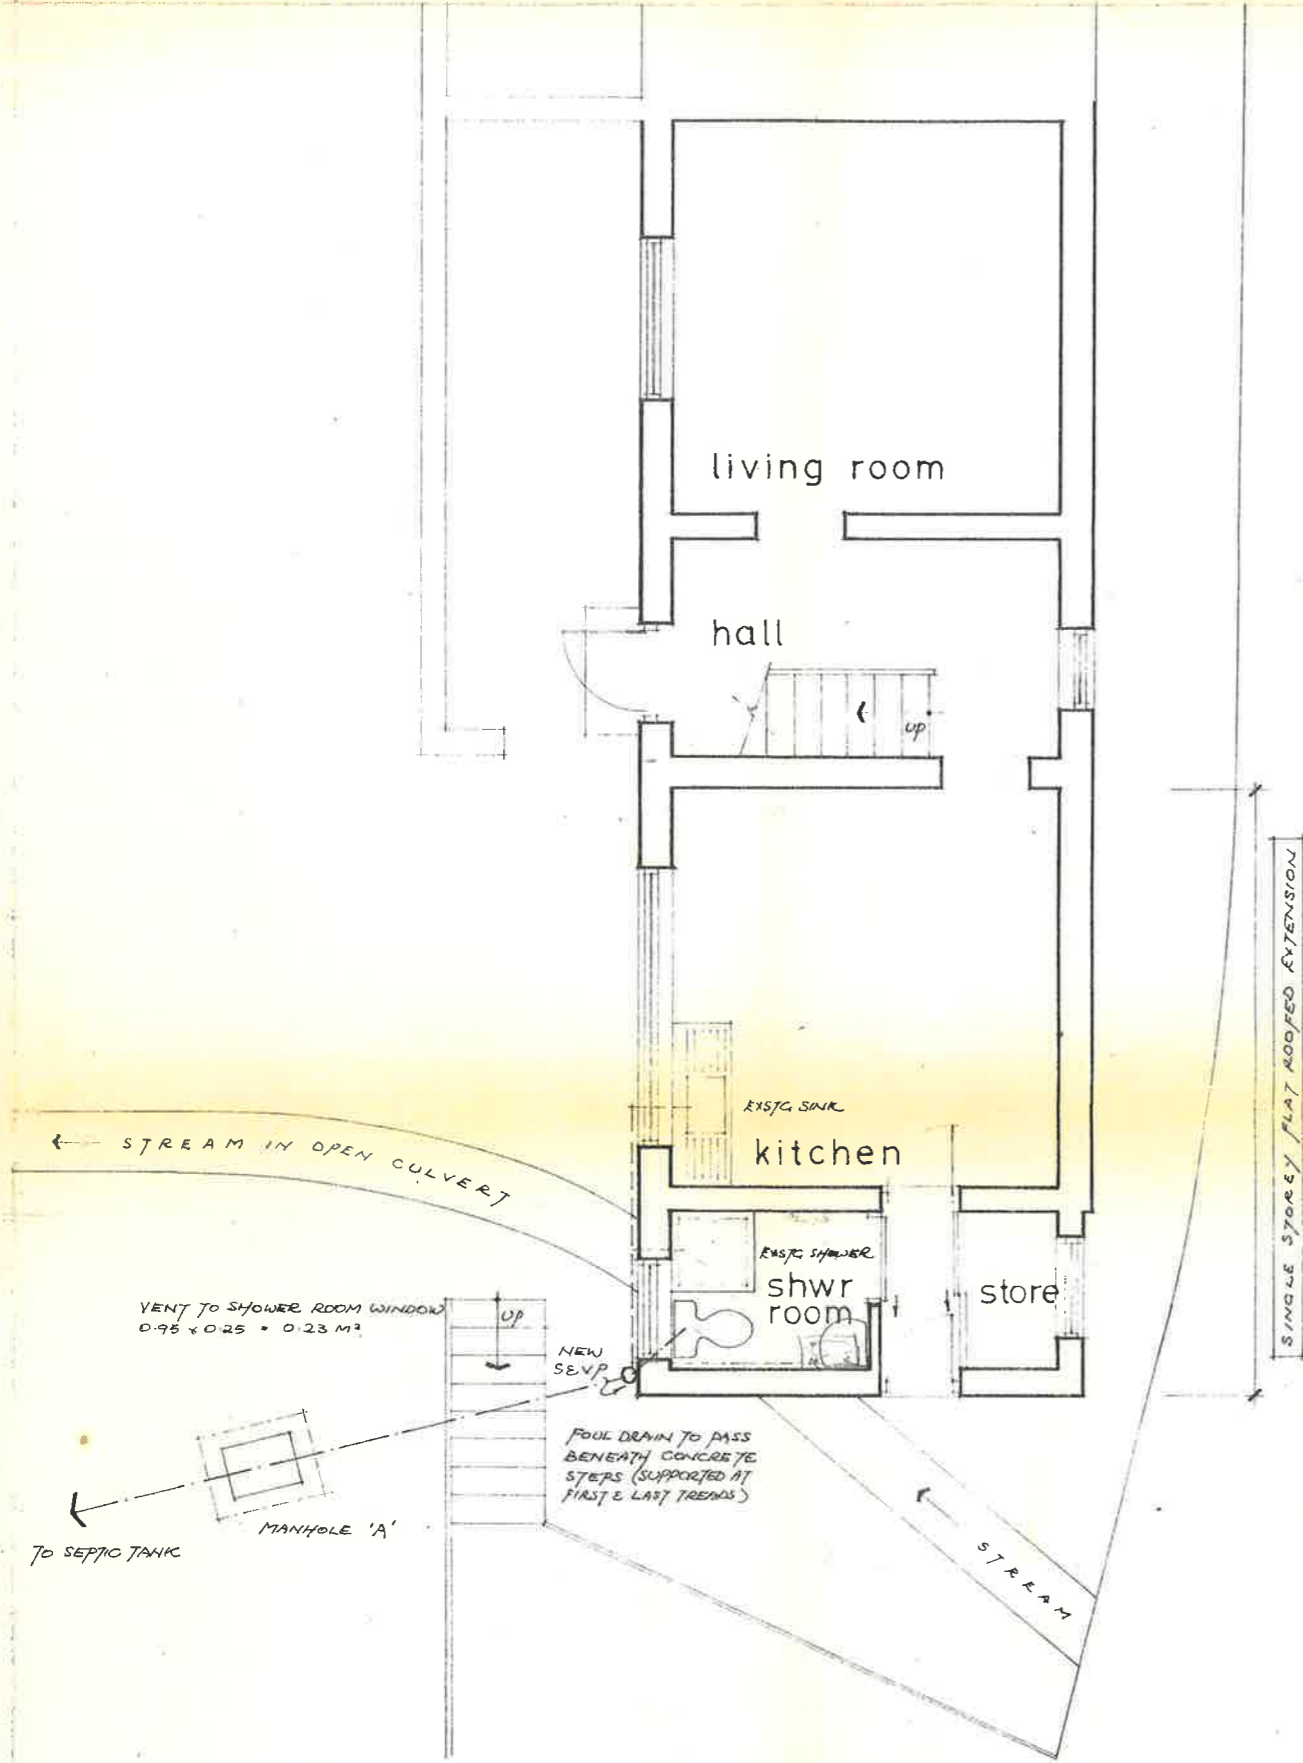 living room
hall
UP
SINGLE STOREY FLAT ROOFED EXTENSION
EXSTG SINK
kitchen
STREAM IN OPEN CULVERT
EXSTG SHOWER
shwr
room
store
VENT TO SHOWER ROOM WINDOW
0.95 x 0.25 = 0.23 M²
UP
NEW
S&VP
FOUL DRAIN TO PASS
BENEATH CONCRETE
STEPS (SUPPORTED AT
FIRST & LAST TREADS)
MANHOLE 'A'
TO SEPTIC TANK
STREAM